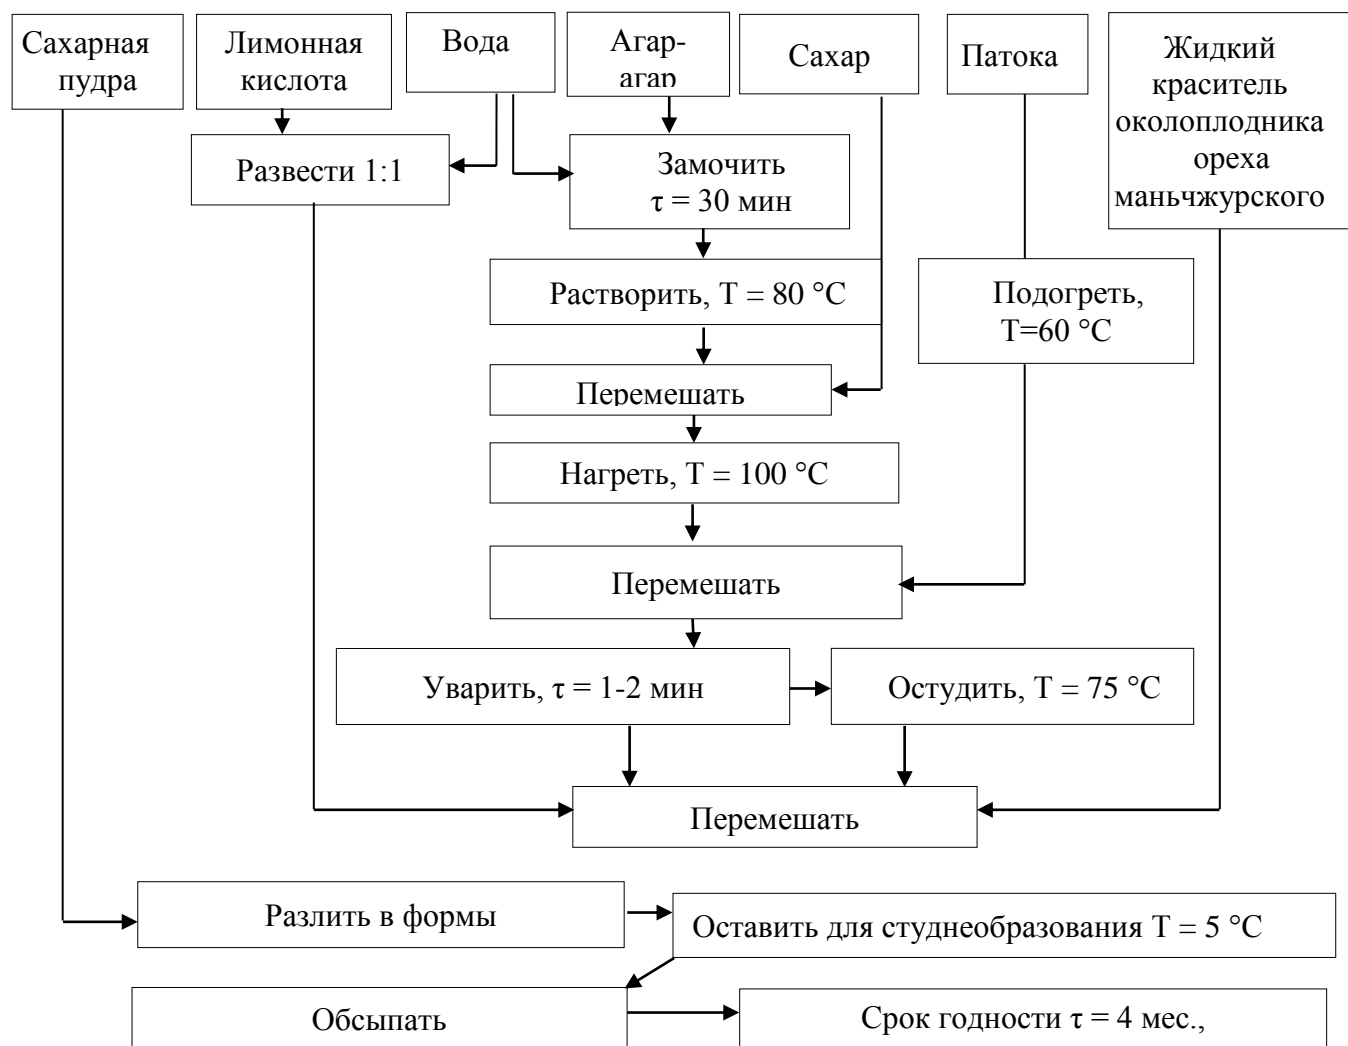 Сахарная
пудра
Лимонная
кислота
Вода
Агар-
агар
Сахар
Патока
Жидкий
краситель
околоплодника
ореха
маньчжурского
Развести 1:1
Замочить
τ = 30 мин
Растворить, Т = 80 °С
Подогреть,
Т=60 °С
Перемешать
Нагреть, Т = 100 °С
Перемешать
Уварить, τ = 1-2 мин
Остудить, Т = 75 °С
Перемешать
Разлить в формы
Оставить для студнеобразования Т = 5 °С
Обсыпать
Срок годности τ = 4 мес.,